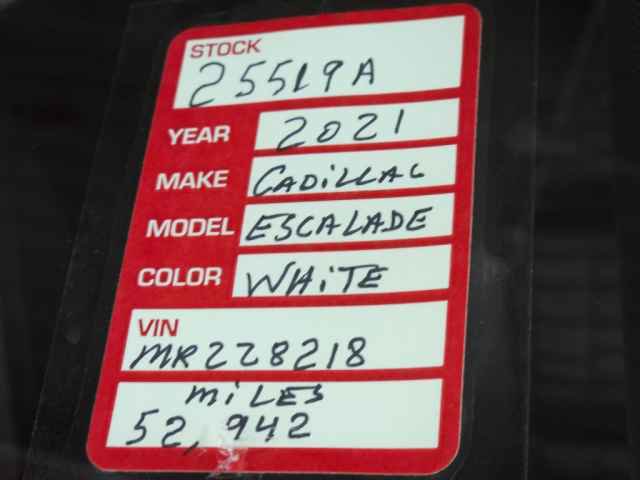 STOCK
25519A
YEAR 2021
MAKE CADiLLAC
MODEL ESCALADE
COLOR WHiTE
VIN
MR228218
MiLES
52,942